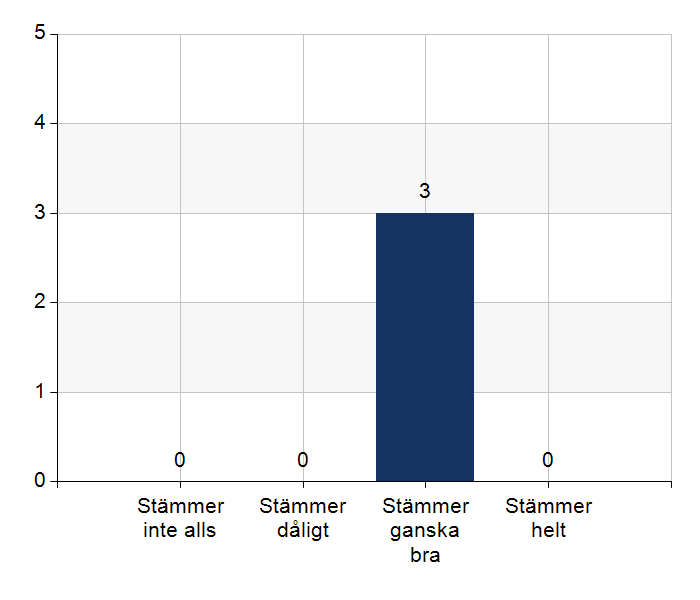 5
4
3
2
1
0
0
0
3
0
Stämmer
inte alls
Stämmer
dåligt
Stämmer
ganska
bra
Stämmer
helt